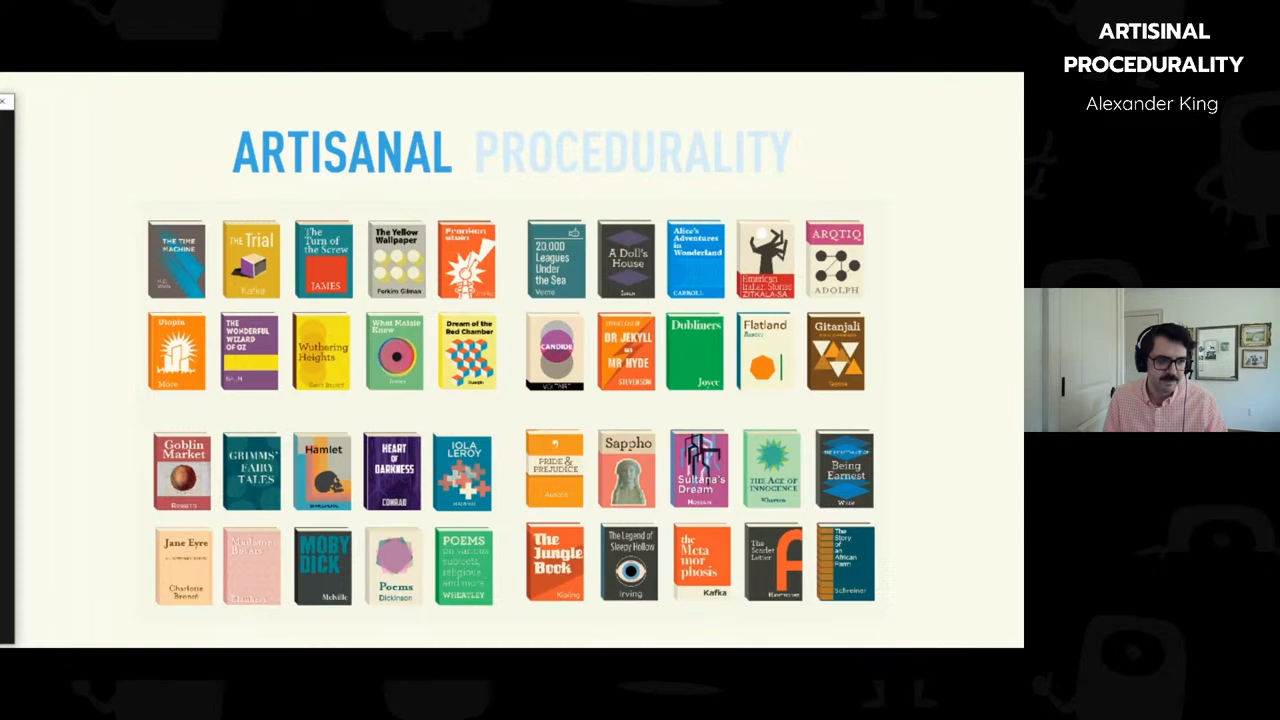 ARTISINAL
PROCEDURALITY
Alexander King
ARTISANAL PROCEDURALITY
THE TIME
MACHINE
THE Trial
Kafka
The
Turn of
the Screw
JAMES
The Yellow
Wallpaper
Perkins Gilman
20,000
Leagues
Under
the Sea
Verne
A Doll's
House
Ibsen
Alice's
Adventures
in
Wonderland
CARROLL
American
Indian Stories
ZITKALA-SA
ARQTIQ
ADOLPH
Utopia
More
THE
WONDERFUL
WIZARD
OF OZ
BAUM
Wuthering
Heights
What Maisie
Knew
James
Dream of the
Red Chamber
CANDIDE
VOLTAIRE
DR JEKYLL
AND
MR HYDE
STEVENSON
Dubliners
Joyce
Flatland
Gitanjali
Goblin
Market
GRIMMS'
FAIRY
TALES
Hamlet
HEART
OF
DARKNESS
CONRAD
IOLA
LEROY
PRIDE &
PREJUDICE
Austen
Sappho
Sultana's
Dream
THE AGE OF
INNOCENCE
Wharton
Being
Earnest
Wilde
Jane Eyre
Charlotte
Brontë
Madame
Bovary
MOBY
DICK
Melville
Poems
Dickinson
POEMS
on various
subjects,
religious
and more
WHEATLEY
The
Jungle
Book
Kipling
The Legend of
Sleepy Hollow
Irving
the
Meta
mor
phosis
Kafka
The
Scarlet
Letter
A
Hawthorne
The
Story
of
an
African
Farm
Schreiner